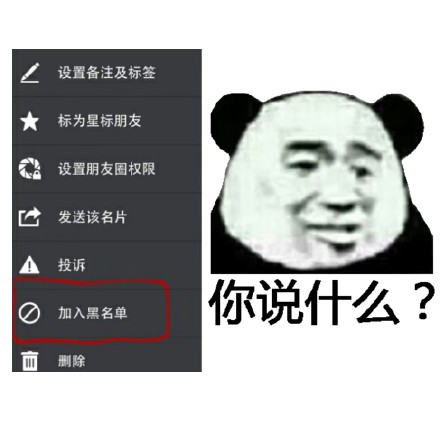 设置备注及标签
标为星标朋友
设置朋友圈权限
发送该名片
投诉
加入黑名单
删除
你说什么？